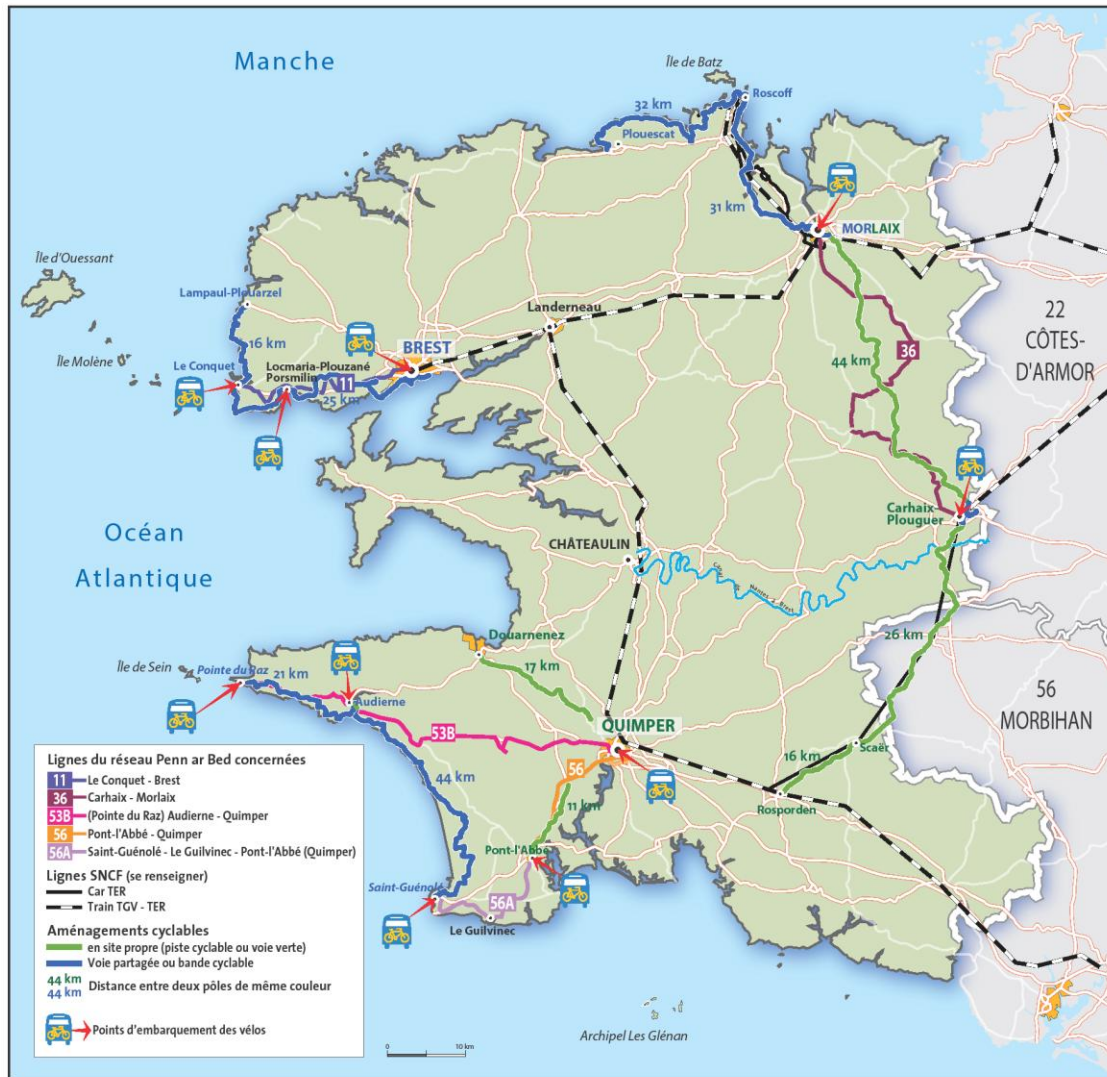 Manche
Île de Batz
Roscoff
32 km
Plouescat
31 km
MORLAIX
Île d'Ouessant
Lampaul-Plouarzel
Landerneau
22
CÔTES-
D'ARMOR
16 km
BREST
36
Île Molène
Le Conquet
Locmaria-Plouzané
Porsmilin
11
25 km
44 km
Carhaix-
Plouguer
Océan
Atlantique
CHÂTEAULIN
Canal de Nantes à Brest
Douarnenez
26 km
Île de Sein
Pointe du Raz
21 km
17 km
56
MORBIHAN
Audierne
QUIMPER
53B
Scaër
56
16 km
44 km
11 km
Rosporden
Pont-l'Abbé
Saint-Guénolé
56A
Le Guilvinec
Archipel Les Glénan
Lignes du réseau Penn ar Bed concernées
11 Le Conquet - Brest
36 Carhaix - Morlaix
53B (Pointe du Raz) Audierne - Quimper
56 Pont-l'Abbé - Quimper
56A Saint-Guénolé - Le Guilvinec - Pont-l'Abbé (Quimper)
Lignes SNCF (se renseigner)
Car TER
Train TGV - TER
Aménagements cyclables
en site propre (piste cyclable ou voie verte)
Voie partagée ou bande cyclable
44 km
44 km Distance entre deux pôles de même couleur
Points d'embarquement des vélos
0 10 km